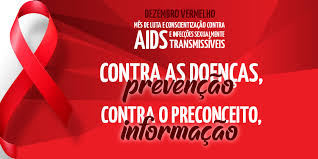 DEZEMBRO VERMELHO
MÊS DE LUTA E CONSCIENTIZAÇÃO CONTRA
AIDS E INFECÇÕES SEXUALMENTE
TRANSMISSÍVEIS
CONTRA AS DOENÇAS,
prevenção
CONTRA O PRECONCEITO,
informação